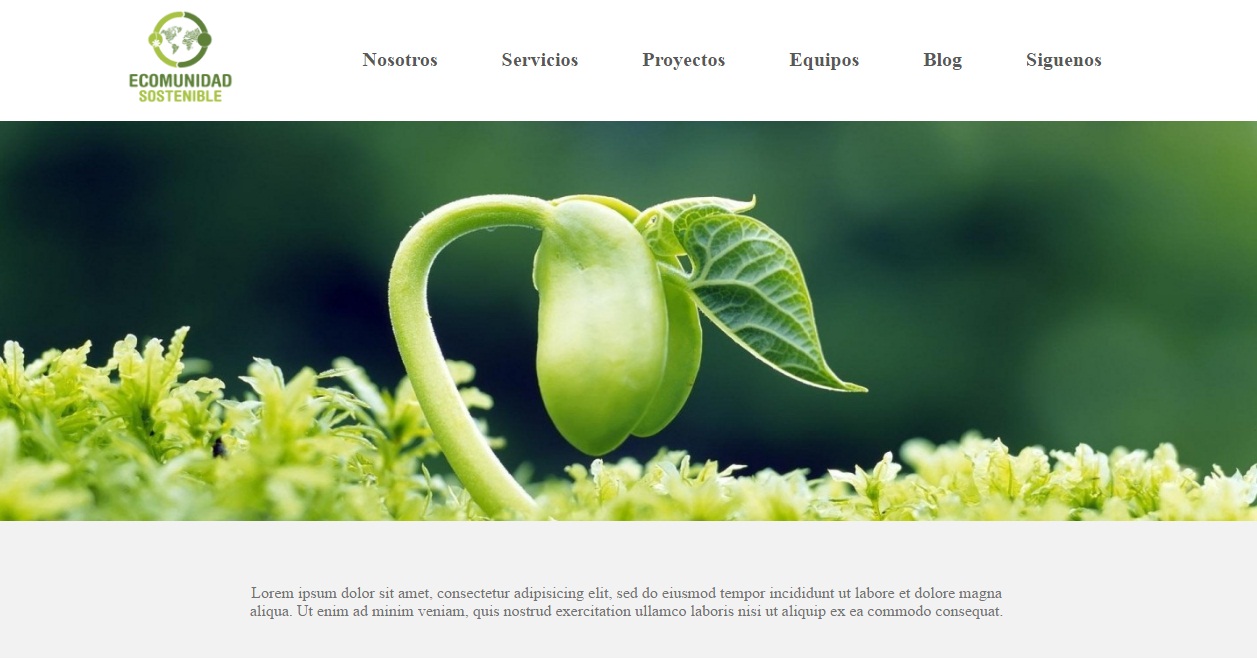 ECOMUNIDAD
SOSTENIBLE
Nosotros Servicios Proyectos Equipos Blog Siguenos
Lorem ipsum dolor sit amet, consectetur adipisicing elit, sed do eiusmod tempor incididunt ut labore et dolore magna
aliqua. Ut enim ad minim veniam, quis nostrud exercitation ullamco laboris nisi ut aliquip ex ea commodo consequat.